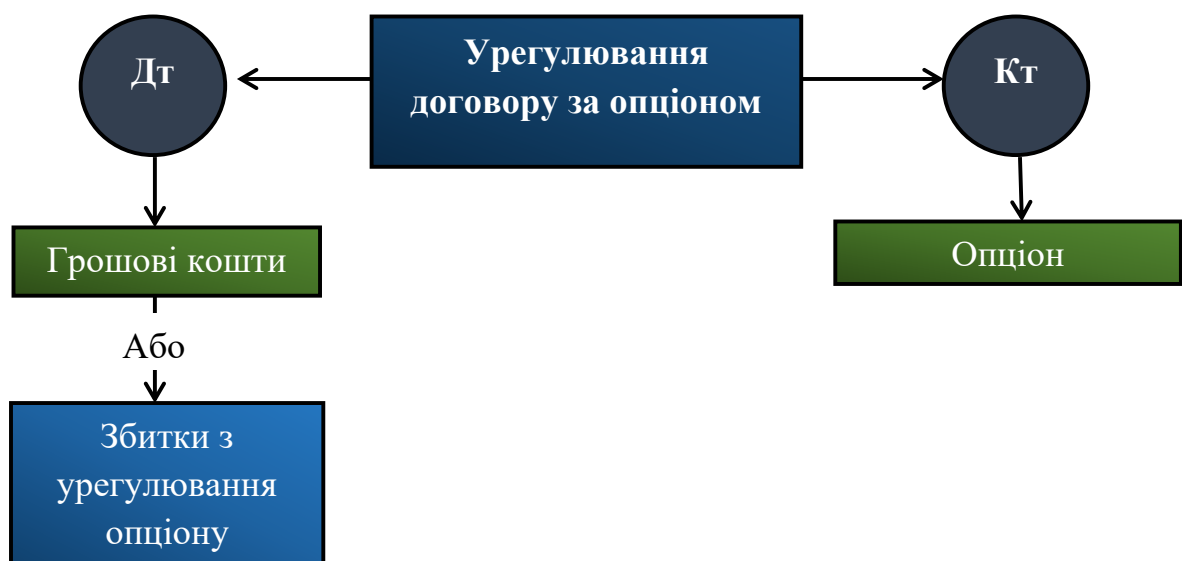 Дт
Урегулювання
договору за опціоном
Кт
Грошові кошти
Опціон
Або
Збитки з
урегулювання
опціону